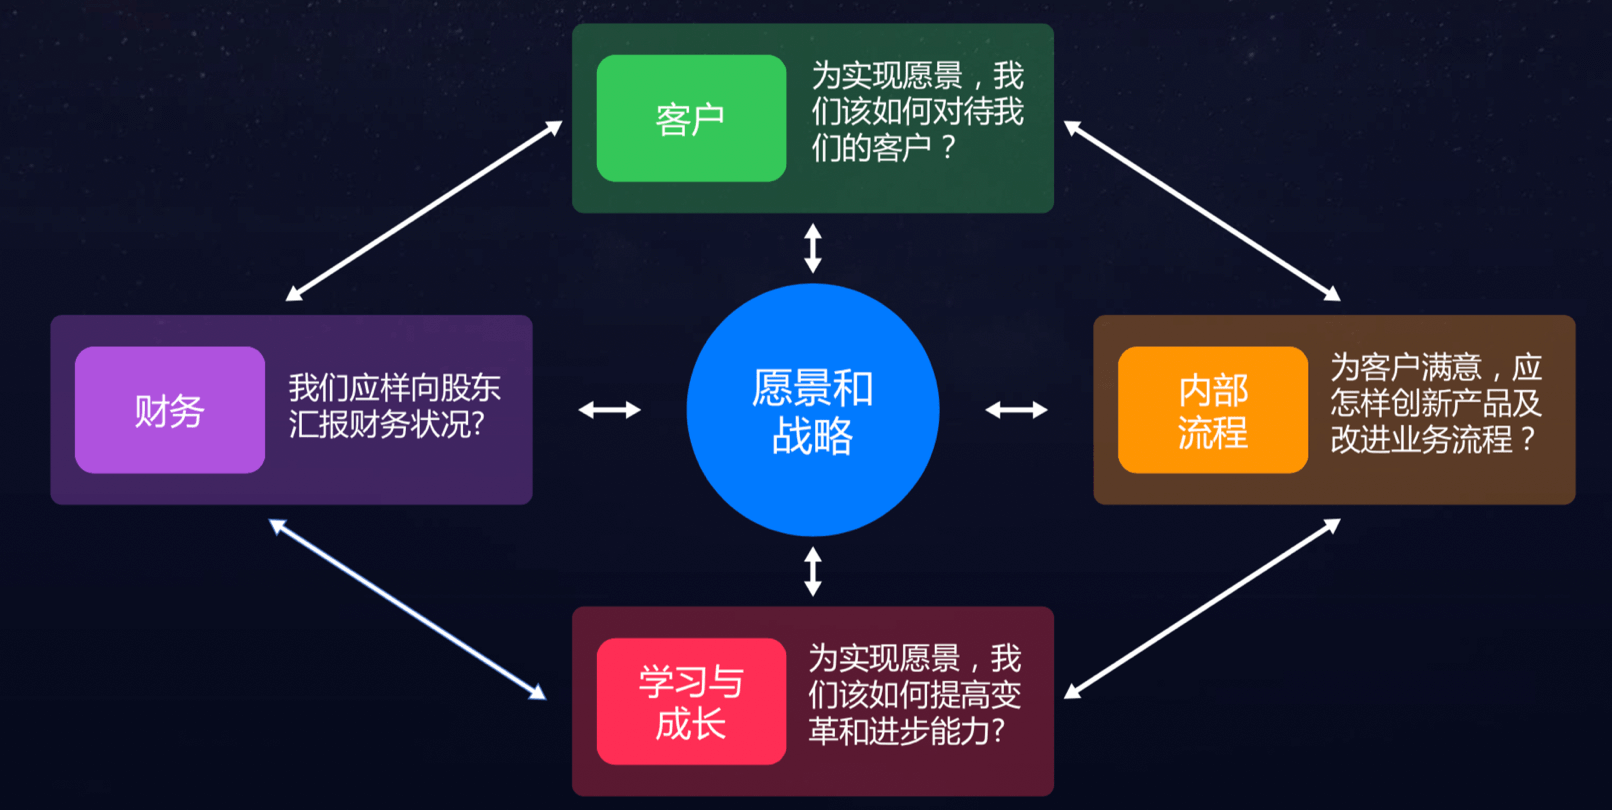 客户
为实现愿景，我
们该如何对待我
们的客户？
财务
我们应样向股东
汇报财务状况?
愿景和
战略
内部
流程
为客户满意，应
怎样创新产品及
改进业务流程？
学习与
成长
为实现愿景，我
们该如何提高变
革和进步能力?